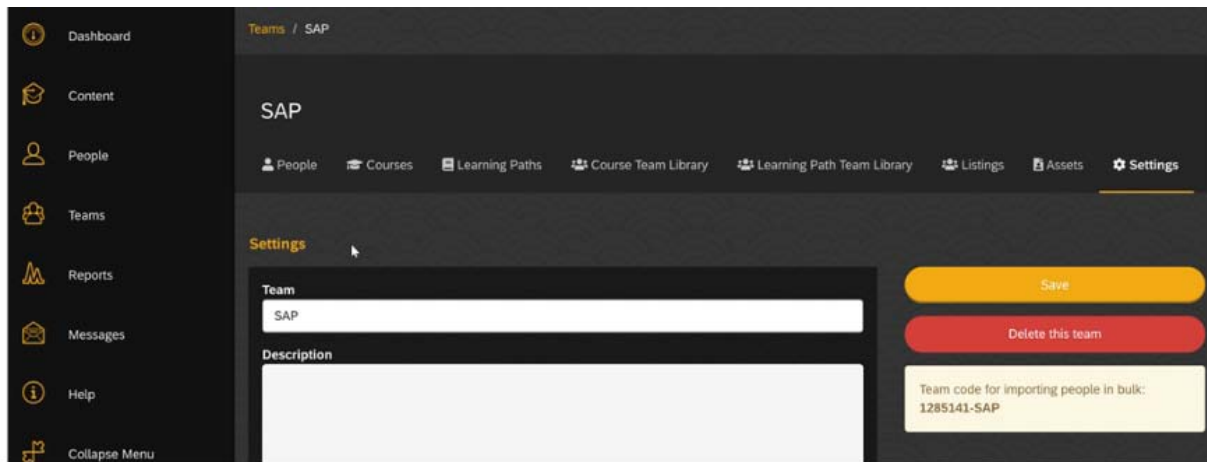 Dashboard
Content
People
Teams
Reports
Messages
Help
Collapse Menu
Teams / SAP
SAP
People Courses Learning Paths Course Team Library Learning Path Team Library Listings Assets Settings
Settings
Team
SAP
Description
Save
Delete this team
Team code for importing people in bulk:
1285141-SAP